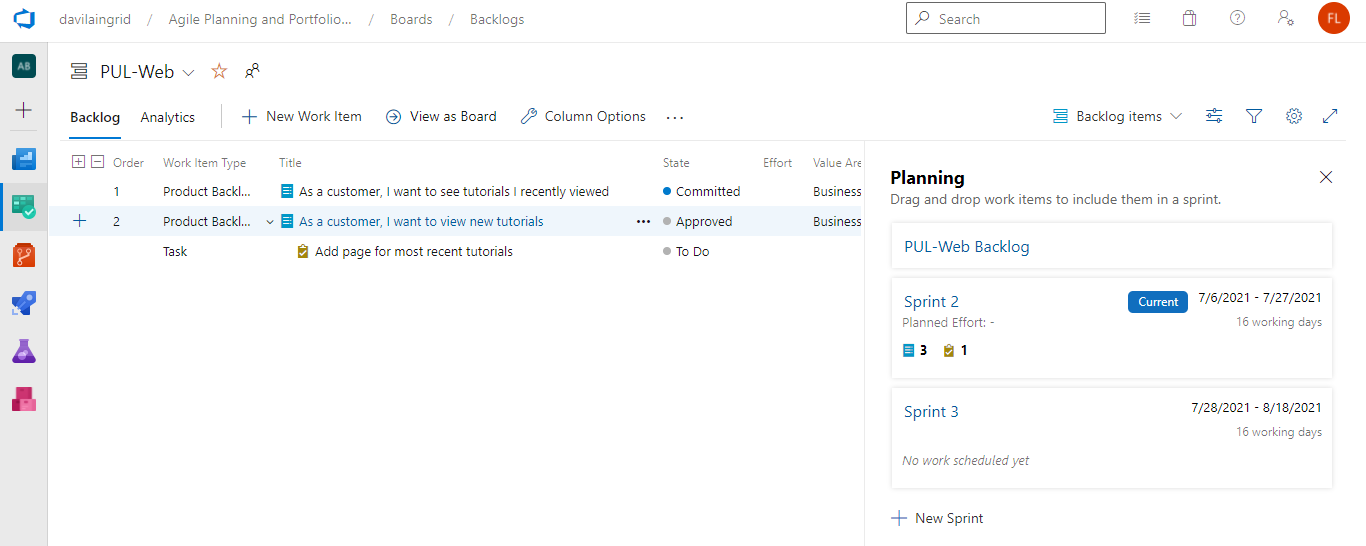 davilaingrid / Agile Planning and Portfolio... / Boards / Backlogs
Search
FL
AB
PUL-Web
Backlog Analytics New Work Item View as Board Column Options ...
Backlog items
Order Work Item Type Title State Effort Value Are
1 Product Backl... As a customer, I want to see tutorials I recently viewed Committed Business
2 Product Backl... As a customer, I want to view new tutorials ... Approved Business
Task Add page for most recent tutorials To Do
Planning
Drag and drop work items to include them in a sprint.
PUL-Web Backlog
Sprint 2 Current 7/6/2021 - 7/27/2021
Planned Effort: - 16 working days
3 1
Sprint 3 7/28/2021 - 8/18/2021
16 working days
No work scheduled yet
New Sprint